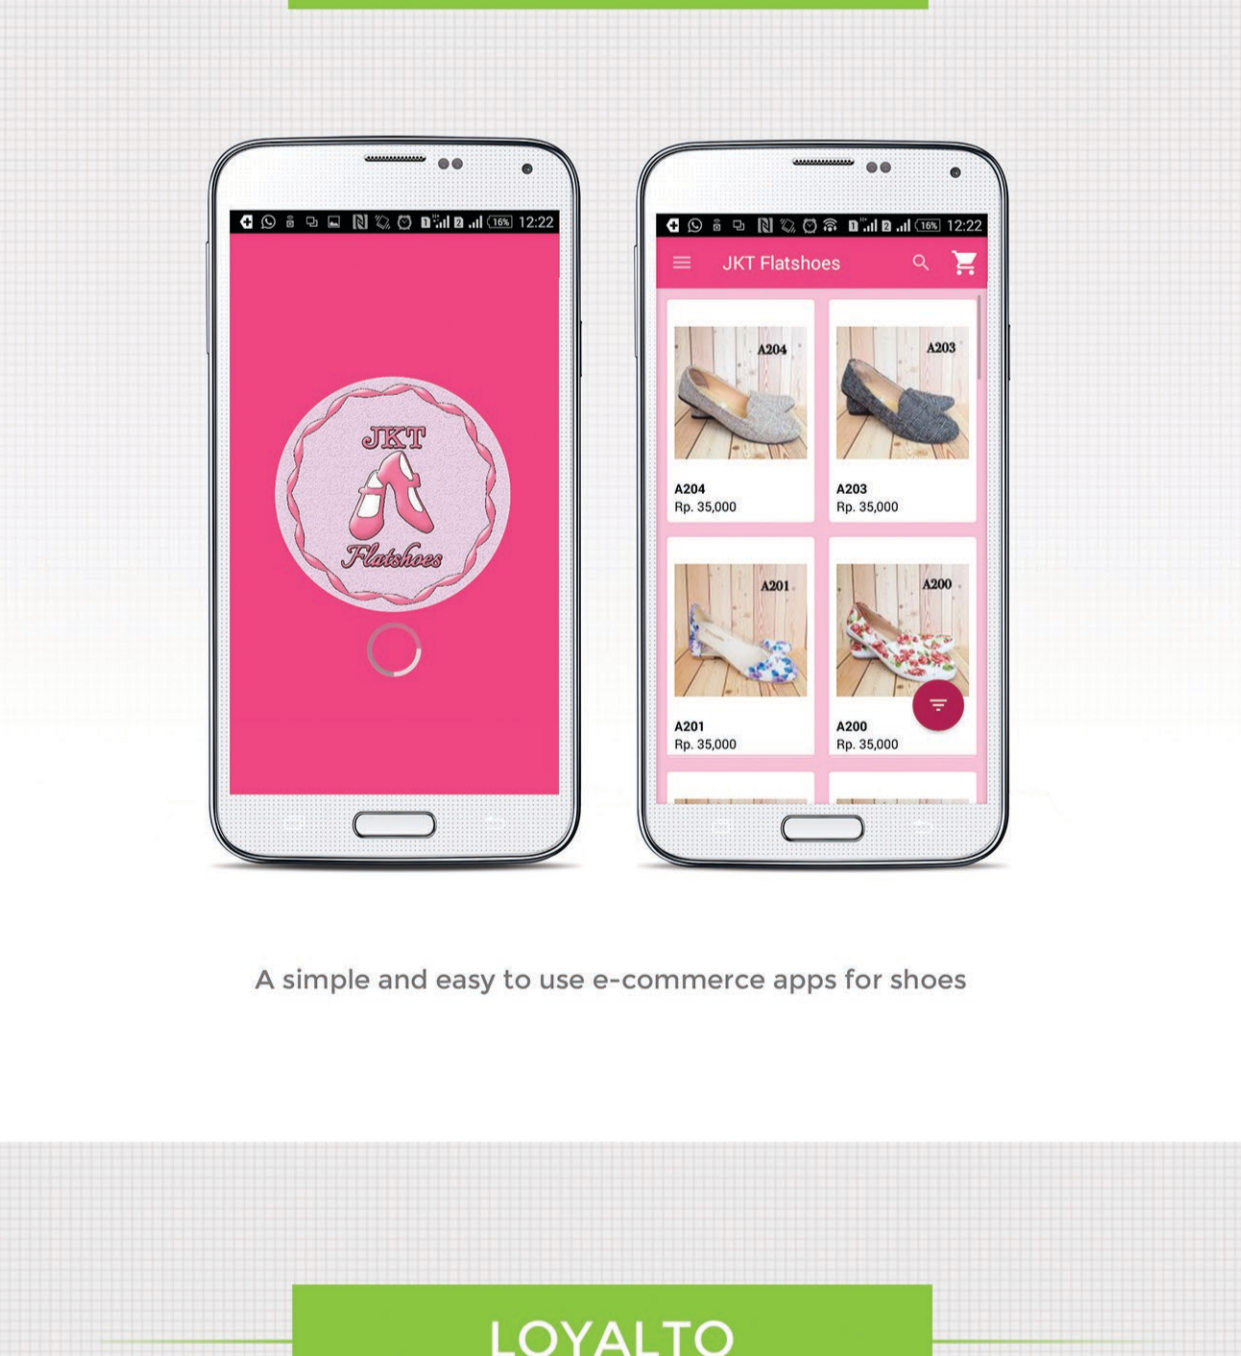 16% 12:22
JKT
Flatshoes
16% 12:22
JKT Flatshoes
A204
A203
A204
Rp. 35,000
A203
Rp. 35,000
A201
A200
A201
Rp. 35,000
A200
Rp. 35,000
A simple and easy to use e-commerce apps for shoes
LOYALTO